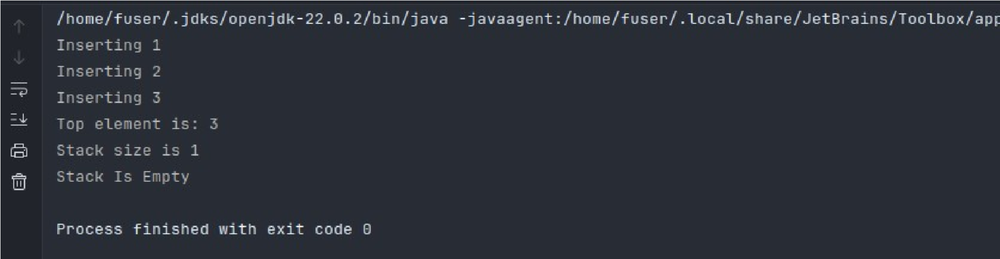 /home/fuser/.jdks/openjdk-22.0.2/bin/java -javaagent:/home/fuser/.local/share/JetBrains/Toolbox/app
Inserting 1
Inserting 2
Inserting 3
Top element is: 3
Stack size is 1
Stack Is Empty
Process finished with exit code 0